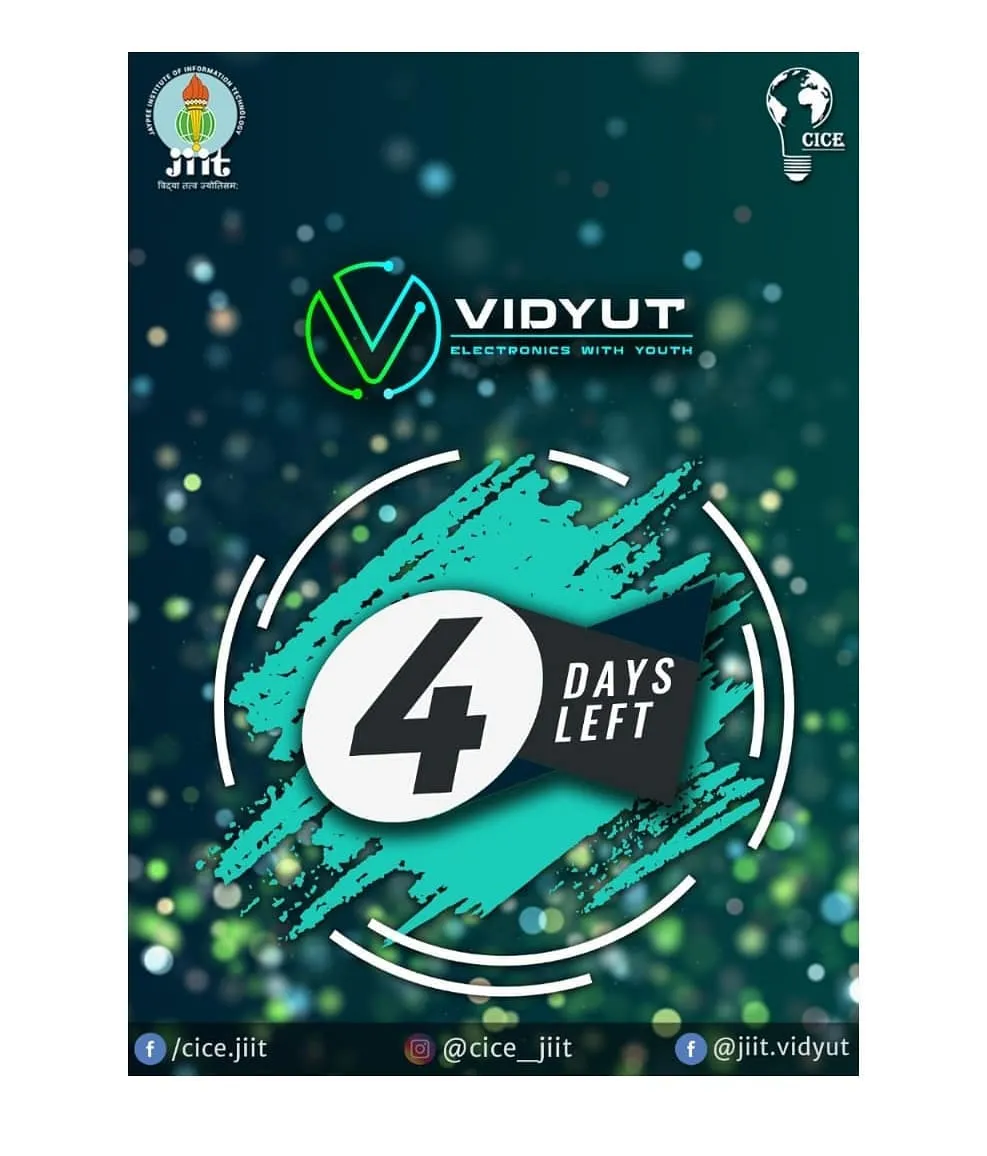 JAYPEE INSTITUTE OF INFORMATION TECHNOLOGY
jiit
विद्या तत्व ज्योतिसम:
CICE
VIDYUT
ELECTRONICS WITH YOUTH
4
DAYS
LEFT
/cice.jiit
@cice__jiit
@jiit.vidyut